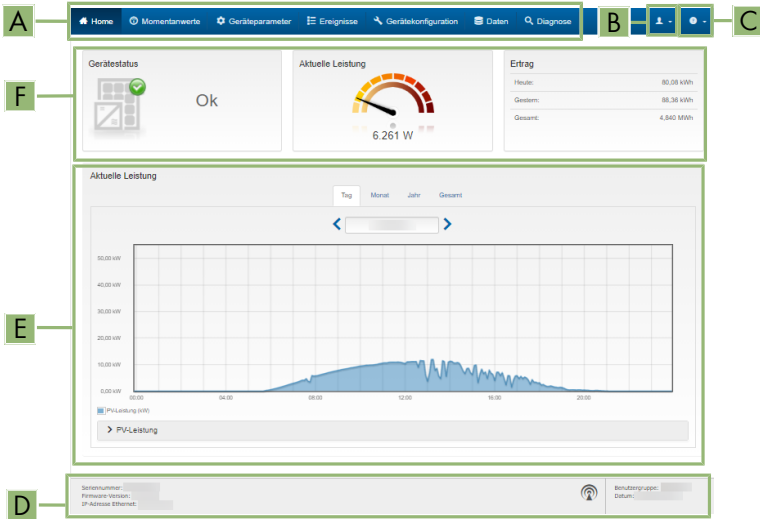 A
Home Momentanwerte Geräteparameter Ereignisse Gerätekonfiguration Daten Diagnose
B
C
F
Gerätestatus
Ok
Aktuelle Leistung
6.261 W
Ertrag
Heute: 80,08 kWh
Gestern: 88,38 kWh
Gesamt: 4,840 MWh
E
Aktuelle Leistung
Tag Monat Jahr Gesamt
50,00 kW
40,00 kW
30,00 kW
20,00 kW
10,00 kW
0,00 kW
00:00 04:00 08:00 12:00 16:00 20:00
PV-Leistung (kW)
PV-Leistung
D
Seriennummer:
Firmware-Version:
IP-Adresse Ethernet:
Benutzergruppe:
Datum: